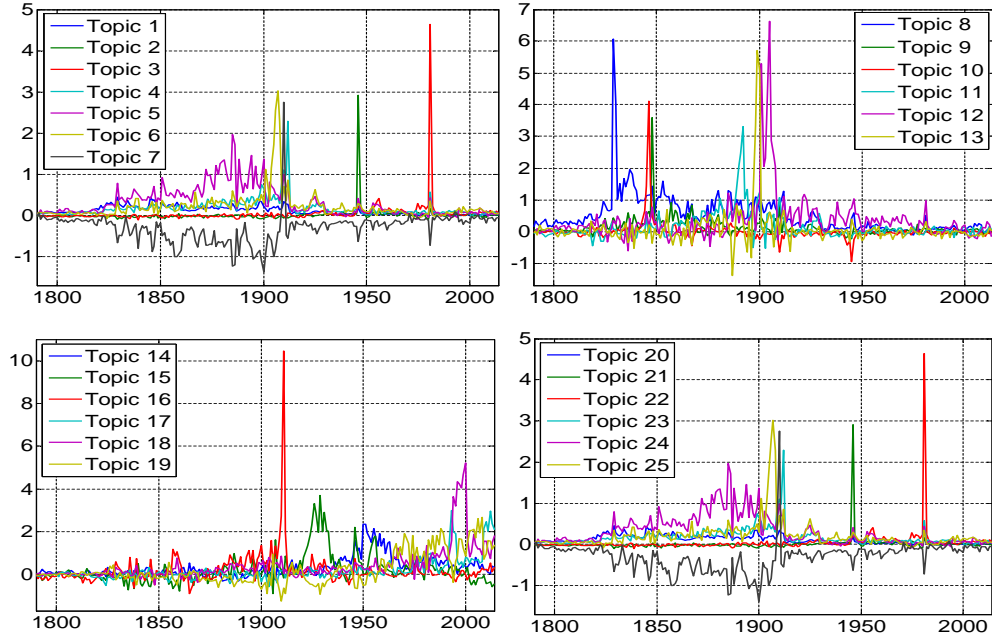 5
4
3
2
1
0
-1
1800
1850
1900
1950
2000
Topic 1
Topic 2
Topic 3
Topic 4
Topic 5
Topic 6
Topic 7
7
6
5
4
3
2
1
0
-1
1800
1850
1900
1950
2000
Topic 8
Topic 9
Topic 10
Topic 11
Topic 12
Topic 13
10
8
6
4
2
0
1800
1850
1900
1950
2000
Topic 14
Topic 15
Topic 16
Topic 17
Topic 18
Topic 19
5
4
3
2
1
0
-1
1800
1850
1900
1950
2000
Topic 20
Topic 21
Topic 22
Topic 23
Topic 24
Topic 25